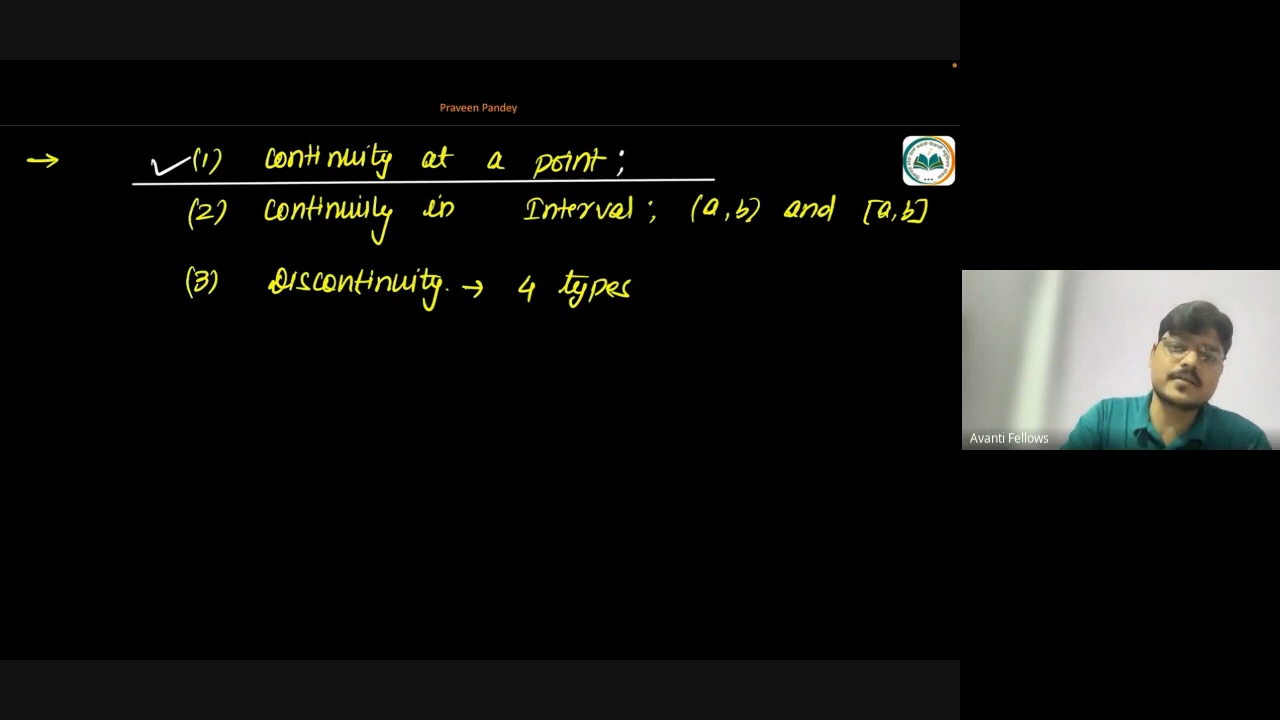 Praveen Pandey
→ ✓(1) continuity at a point ;
(2) continuity in Interval ; (a,b) and [a,b]
(3) Discontinuity. → 4 types
Avanti Fellows